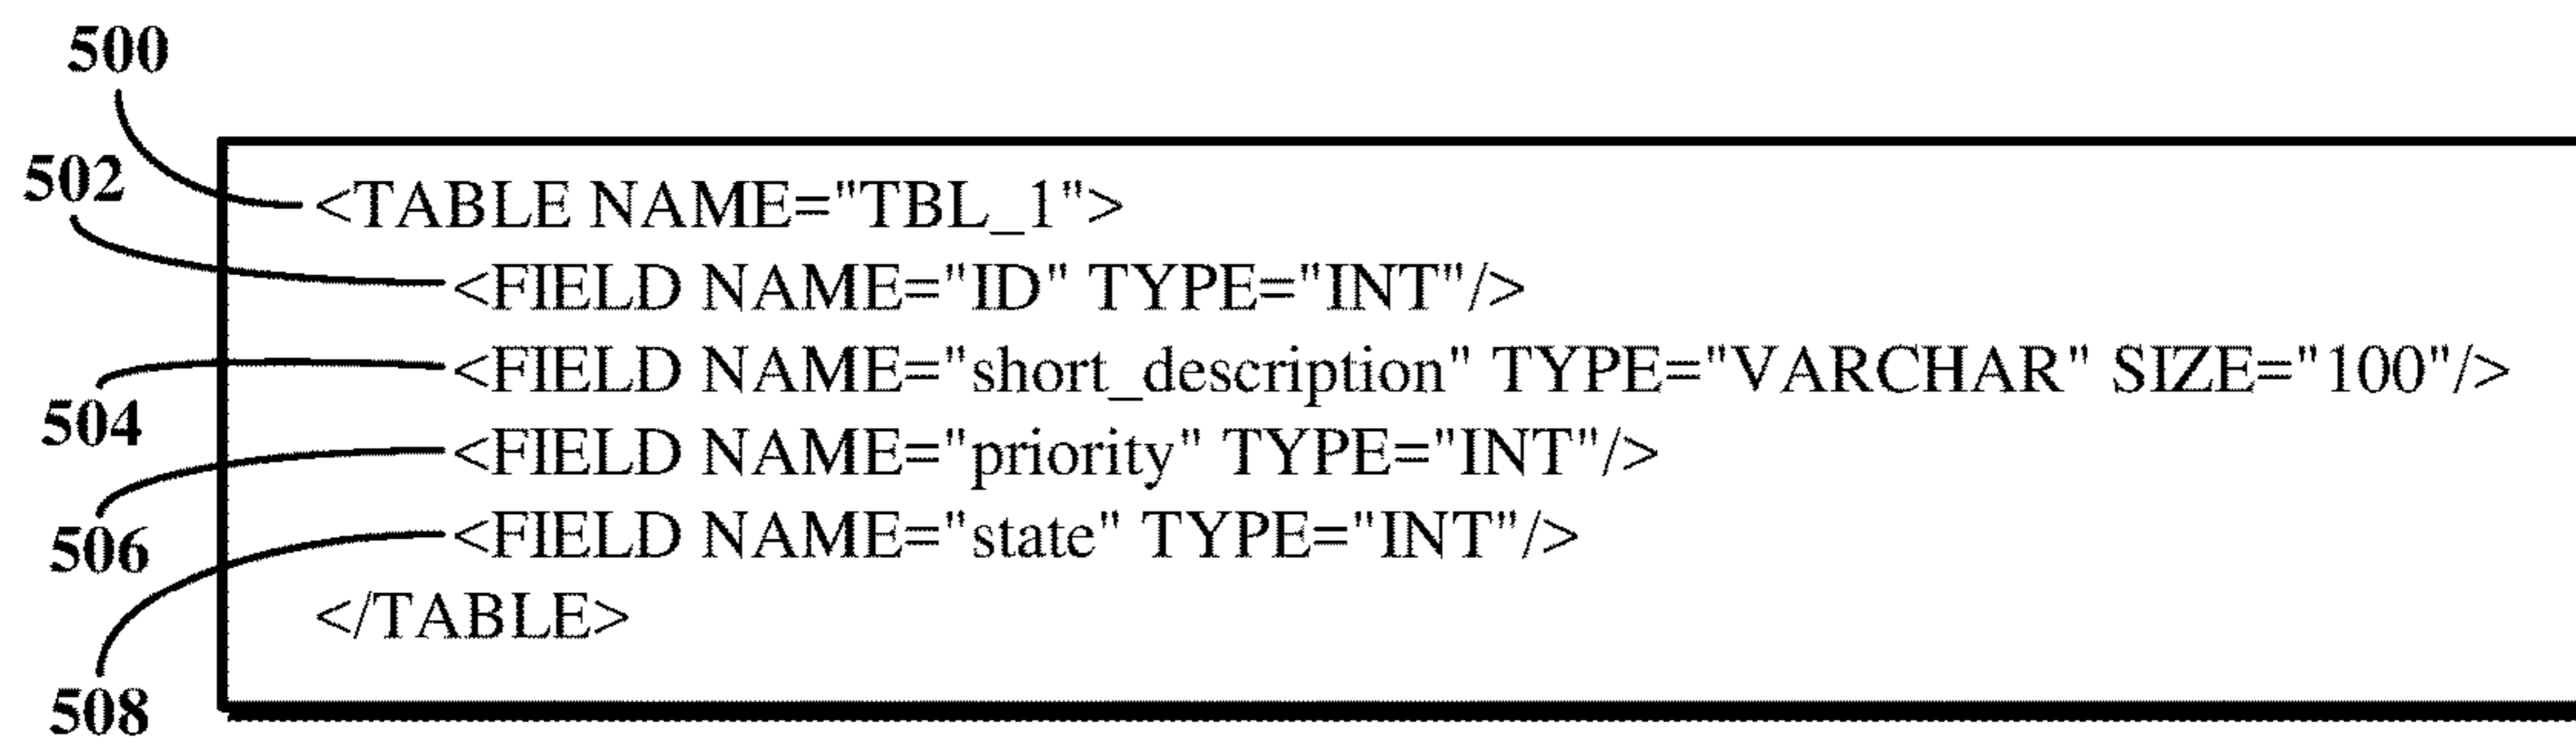 500
502
<TABLE NAME="TBL_1">
<FIELD NAME="ID" TYPE="INT"/>
<FIELD NAME="short_description" TYPE="VARCHAR" SIZE="100"/>
504
<FIELD NAME="priority" TYPE="INT"/>
506
<FIELD NAME="state" TYPE="INT"/>
</TABLE>
508